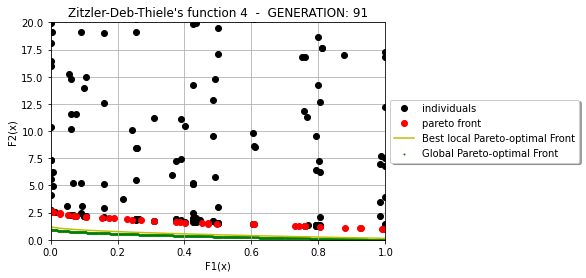 Zitzler-Deb-Thiele's function 4 - GENERATION: 91
20.0
17.5
15.0
12.5
10.0
7.5
5.0
2.5
0.0
F2(x)
0.0 0.2 0.4 0.6 0.8 1.0
F1(x)
individuals
pareto front
Best local Pareto-optimal Front
Global Pareto-optimal Front